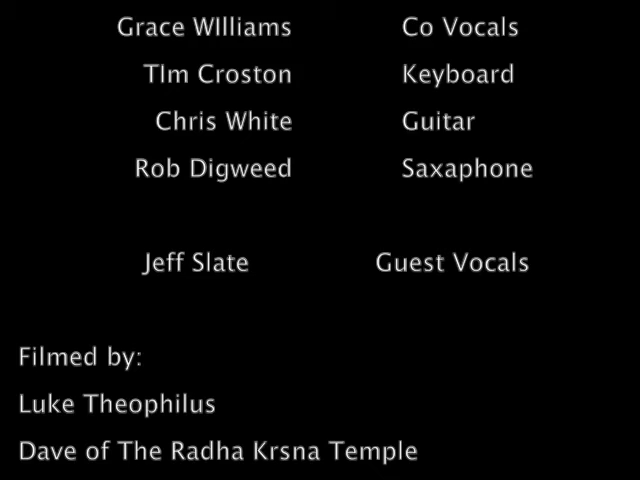 Grace WIlliams Co Vocals
TIm Croston Keyboard
Chris White Guitar
Rob Digweed Saxaphone
Jeff Slate Guest Vocals
Filmed by:
Luke Theophilus
Dave of The Radha Krsna Temple